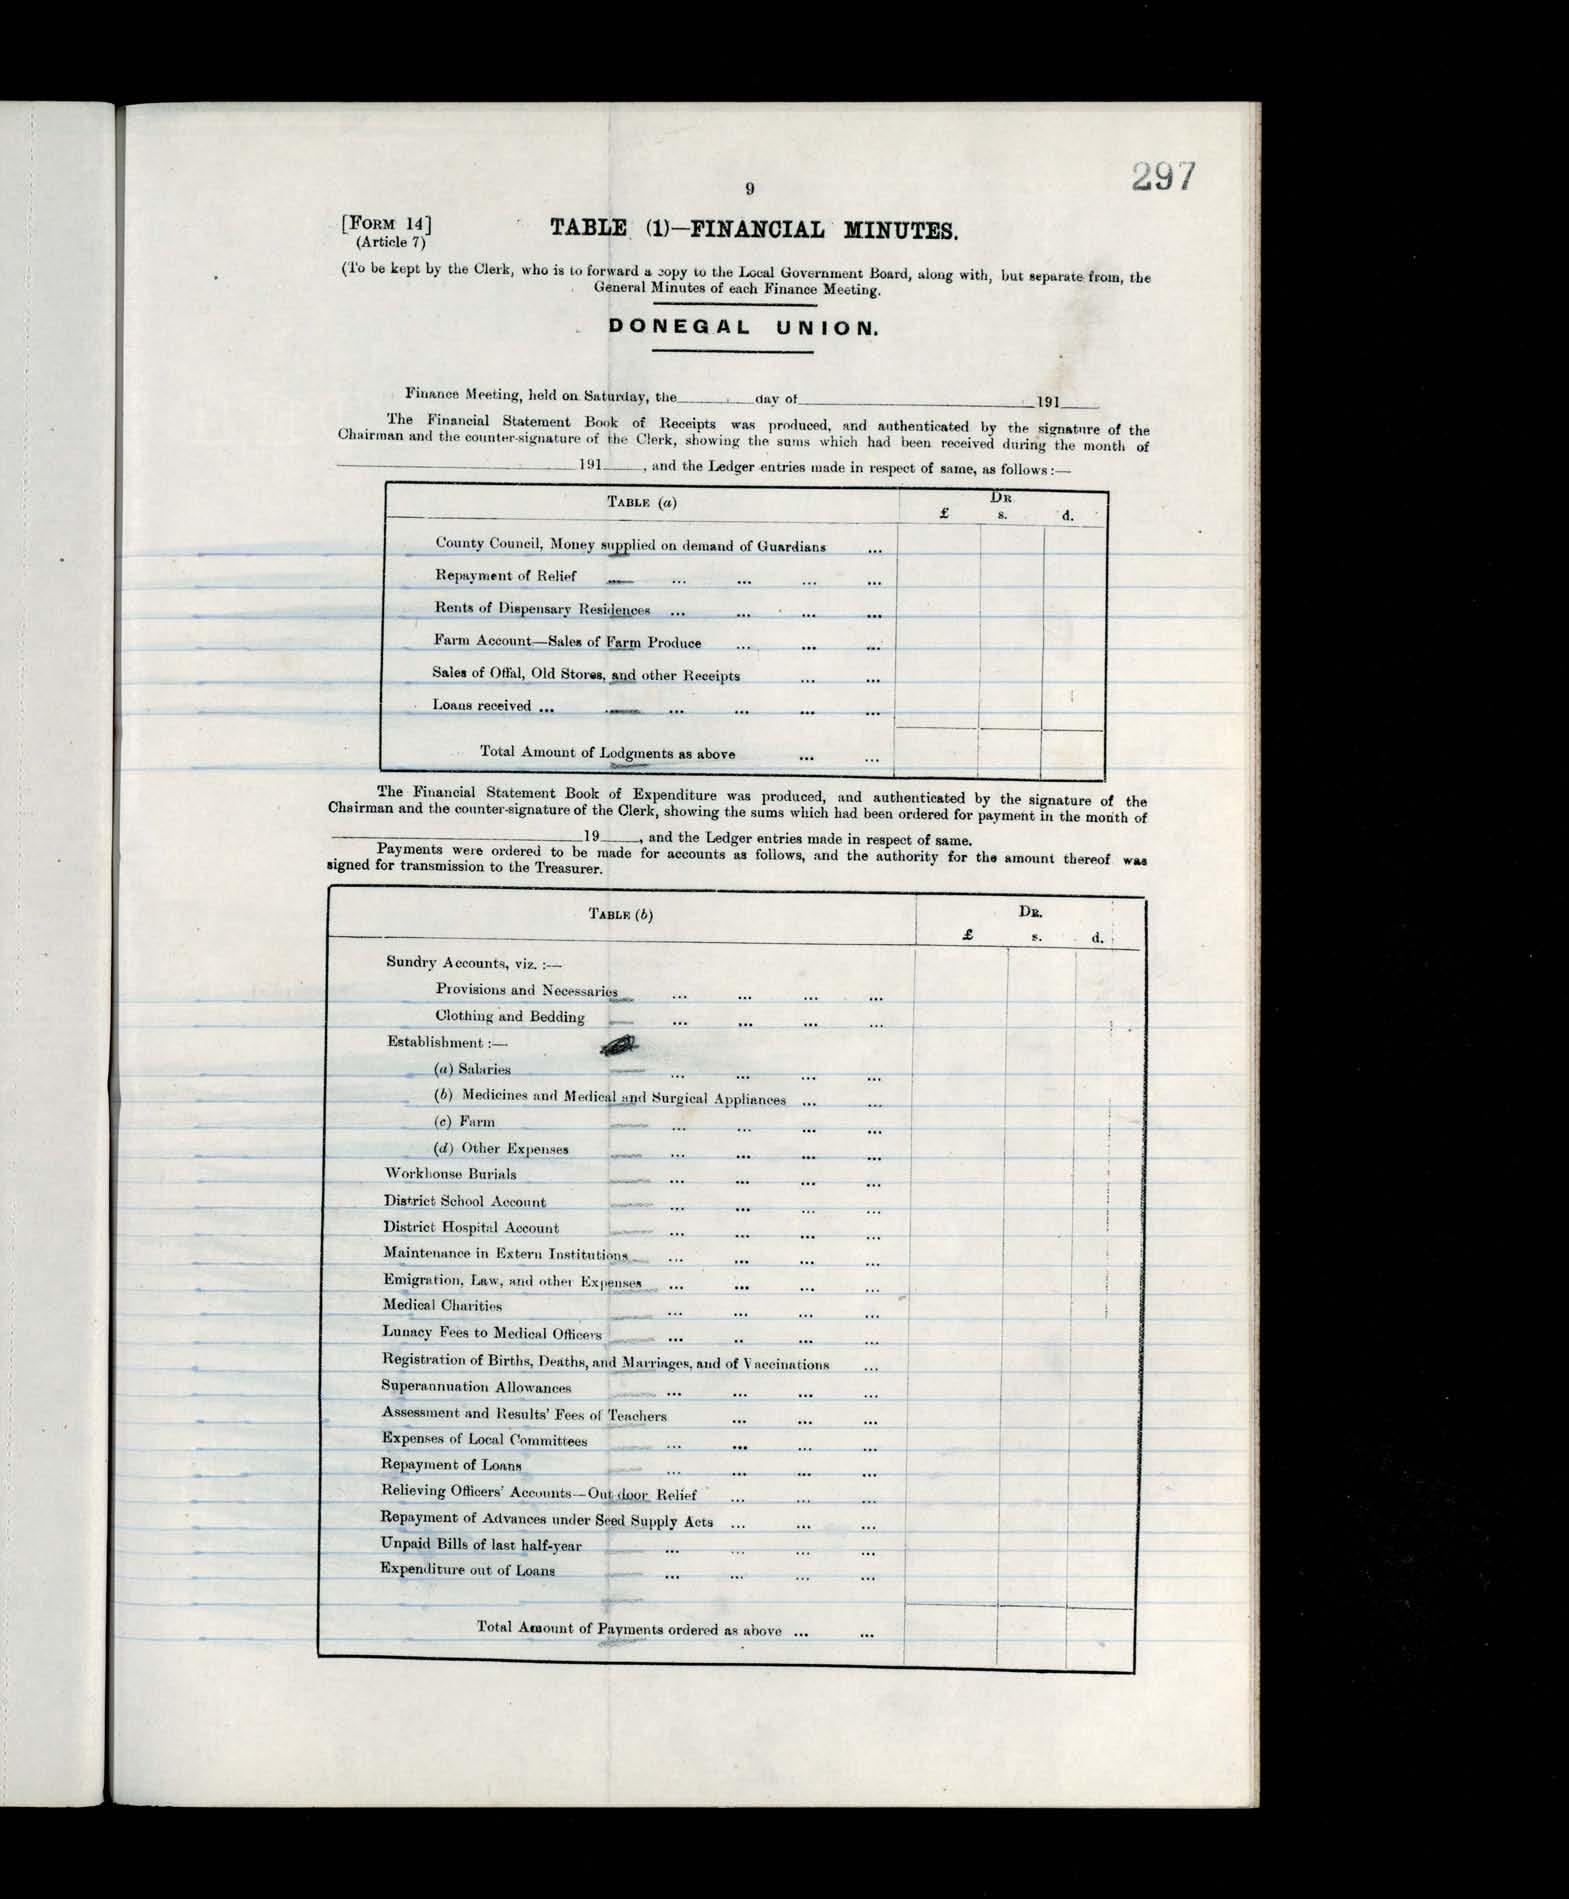 297
9
[FORM 14]
(Article 7)
TABLE (1)—FINANCIAL MINUTES.
(To be kept by the Clerk, who is to forward a copy to the Local Government Board, along with, but separate from, the
General Minutes of each Finance Meeting.
DONEGAL UNION.
Finance Meeting, held on Saturday, the ______ day of ____________ 191____
The Financial Statement Book of Receipts was produced, and authenticated by the signature of the
Chairman and the counter-signature of the Clerk, showing the sums which had been received during the month of
____________ 191____, and the Ledger entries made in respect of same, as follows :—
TABLE (a)
DR
£ s. d.
County Council, Money supplied on demand of Guardians ...
Repayment of Relief ... ... ... ... ...
Rents of Dispensary Residences ... ... ... ...
Farm Account—Sales of Farm Produce ... ... ...
Sales of Offal, Old Stores, and other Receipts ... ...
Loans received ... ... ... ... ... ...
Total Amount of Lodgments as above ... ...
The Financial Statement Book of Expenditure was produced, and authenticated by the signature of the
Chairman and the counter-signature of the Clerk, showing the sums which had been ordered for payment in the month of
____________ 19____, and the Ledger entries made in respect of same.
Payments were ordered to be made for accounts as follows, and the authority for the amount thereof was
signed for transmission to the Treasurer.
TABLE (b)
DR.
£ s. d.
Sundry Accounts, viz. :—
Provisions and Necessaries ... ... ... ...
Clothing and Bedding ... ... ... ...
Establishment :—
(a) Salaries ... ... ... ...
(b) Medicines and Medical and Surgical Appliances ... ...
(c) Farm ... ... ... ...
(d) Other Expenses ... ... ... ...
Workhouse Burials ... ... ... ...
District School Account ... ... ... ...
District Hospital Account ... ... ... ...
Maintenance in Extern Institutions ... ... ... ...
Emigration, Law, and other Expenses ... ... ... ...
Medical Charities ... ... ... ...
Lunacy Fees to Medical Officers ... .. ... ...
Registration of Births, Deaths, and Marriages, and of Vaccinations ...
Superannuation Allowances ... ... ... ...
Assessment and Results' Fees of Teachers ... ... ...
Expenses of Local Committees ... ... ... ...
Repayment of Loans ... ... ... ...
Relieving Officers' Accounts—Out door Relief ... ... ...
Repayment of Advances under Seed Supply Acts ... ... ...
Unpaid Bills of last half-year ... ... ... ...
Expenditure out of Loans ... ... ... ...
Total Amount of Payments ordered as above ... ...